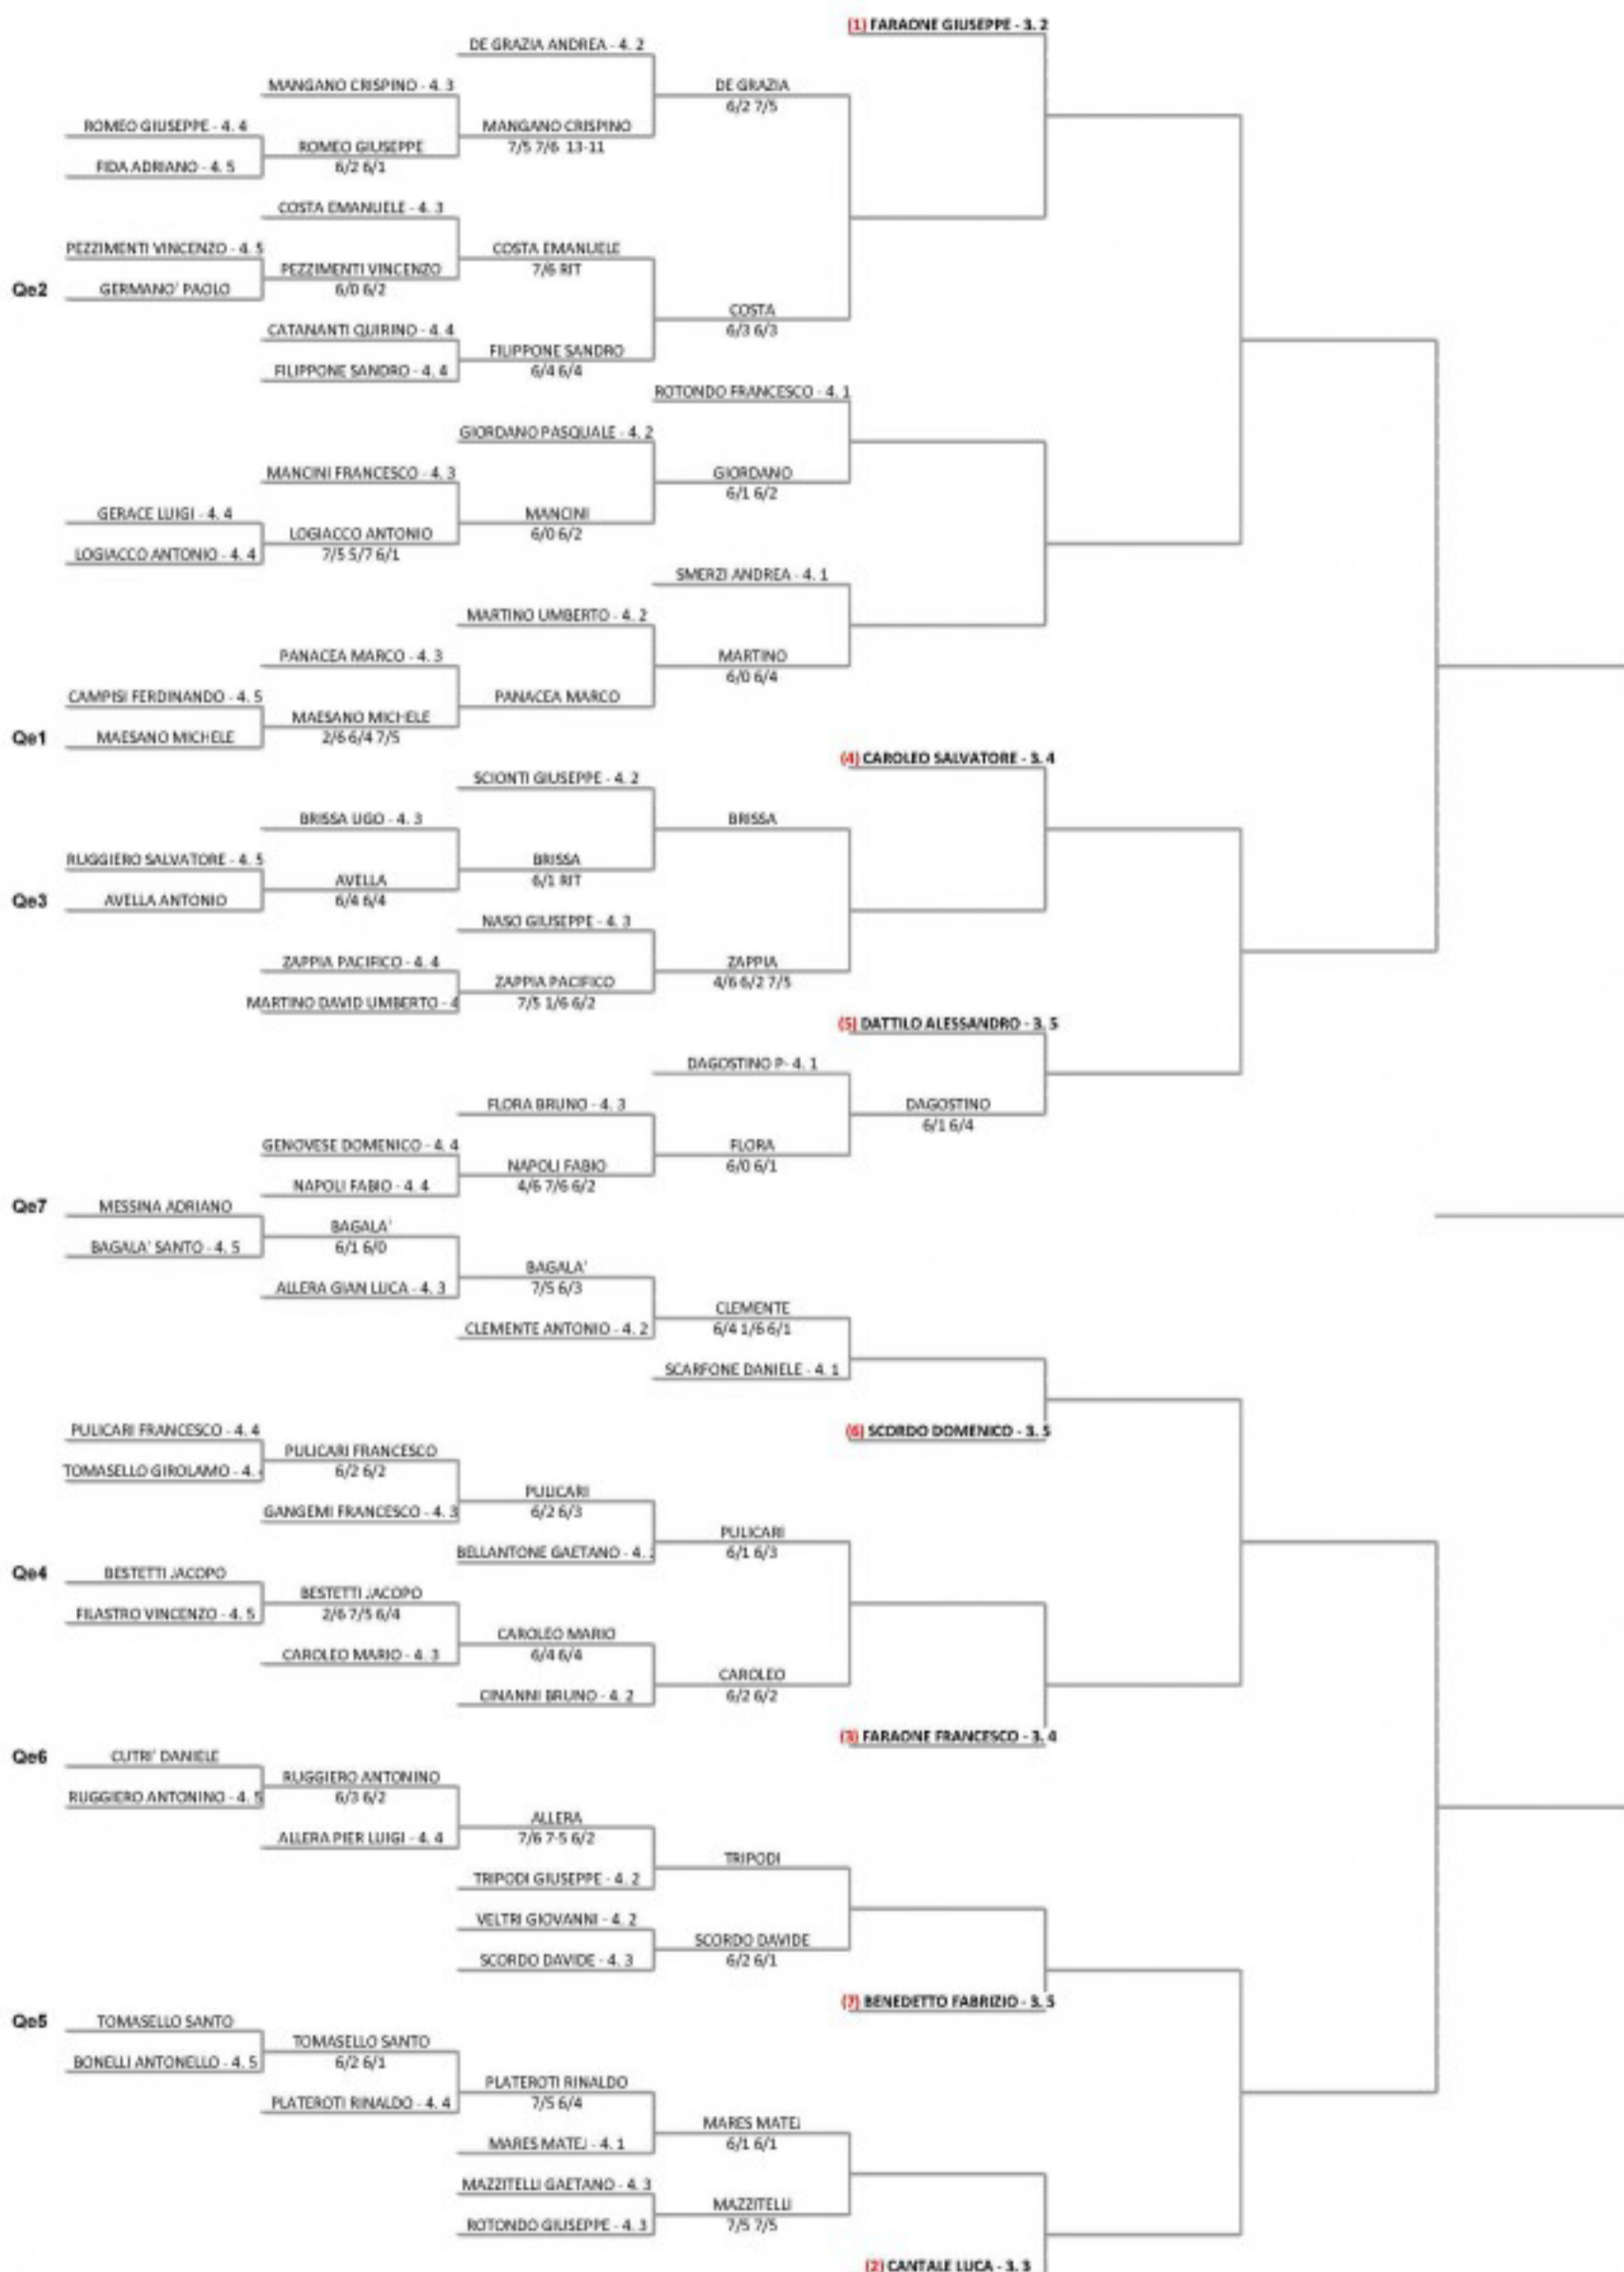 (1) FARAONE GIUSEPPE - 3. 2
DE GRAZIA ANDREA - 4. 2
MANGANO CRISPINO - 4. 3
DE GRAZIA
6/2 7/5
ROMEO GIUSEPPE - 4. 4
MANGANO CRISPINO
7/5 7/6 13-11
ROMEO GIUSEPPE
6/2 6/1
FIDA ADRIANO - 4. 5
COSTA EMANUELE - 4. 3
PEZZIMENTI VINCENZO - 4. 5
COSTA EMANUELE
7/6 RIT
PEZZIMENTI VINCENZO
6/0 6/2
Qe2
GERMANO' PAOLO
COSTA
6/3 6/3
CATANANTI QUIRINO - 4. 4
FILIPPONE SANDRO
6/4 6/4
FILIPPONE SANDRO - 4. 4
ROTONDO FRANCESCO - 4. 1
GIORDANO PASQUALE - 4. 2
MANCINI FRANCESCO - 4. 3
GIORDANO
6/1 6/2
GERACE LUIGI - 4. 4
MANCINI
6/0 6/2
LOGIACCO ANTONIO
7/5 5/7 6/1
LOGIACCO ANTONIO - 4. 4
SMERZI ANDREA - 4. 1
MARTINO UMBERTO - 4. 2
PANACEA MARCO - 4. 3
MARTINO
6/0 6/4
CAMPISI FERDINANDO - 4. 5
PANACEA MARCO
MAESANO MICHELE
2/6 6/4 7/5
Qe1
MAESANO MICHELE
(4) CAROLEO SALVATORE - 3. 4
SCIONTI GIUSEPPE - 4. 2
BRISSA UGO - 4. 3
BRISSA
RUGGIERO SALVATORE - 4. 5
BRISSA
6/1 RIT
AVELLA
6/4 6/4
Qe3
AVELLA ANTONIO
NASO GIUSEPPE - 4. 3
ZAPPIA PACIFICO - 4. 4
ZAPPIA
4/6 6/2 7/5
ZAPPIA PACIFICO
7/5 1/6 6/2
MARTINO DAVID UMBERTO - 4
(5) DATTILO ALESSANDRO - 3. 5
DAGOSTINO P- 4. 1
FLORA BRUNO - 4. 3
DAGOSTINO
6/1 6/4
GENOVESE DOMENICO - 4. 4
FLORA
6/0 6/1
NAPOLI FABIO
4/6 7/6 6/2
NAPOLI FABIO - 4. 4
Qe7
MESSINA ADRIANO
BAGALA'
6/1 6/0
BAGALA' SANTO - 4. 5
BAGALA'
7/5 6/3
ALLERA GIAN LUCA - 4. 3
CLEMENTE
6/4 1/6 6/1
CLEMENTE ANTONIO - 4. 2
SCARFONE DANIELE - 4. 1
(6) SCORDO DOMENICO - 3. 5
PULICARI FRANCESCO - 4. 4
PULICARI FRANCESCO
6/2 6/2
TOMASELLO GIROLAMO - 4.
PULICARI
6/2 6/3
GANGEMI FRANCESCO - 4. 3
PULICARI
6/1 6/3
BELLANTONE GAETANO - 4.
Qe4
BESTETTI JACOPO
BESTETTI JACOPO
2/6 7/5 6/4
FILASTRO VINCENZO - 4. 5
CAROLEO MARIO
6/4 6/4
CAROLEO MARIO - 4. 3
CAROLEO
6/2 6/2
CINANNI BRUNO - 4. 2
(3) FARAONE FRANCESCO - 3. 4
Qe6
CUTRI' DANIELE
RUGGIERO ANTONINO
6/3 6/2
RUGGIERO ANTONINO - 4. 5
ALLERA
7/6 7-5 6/2
ALLERA PIER LUIGI - 4. 4
TRIPODI
TRIPODI GIUSEPPE - 4. 2
VELTRI GIOVANNI - 4. 2
SCORDO DAVIDE
6/2 6/1
SCORDO DAVIDE - 4. 3
(7) BENEDETTO FABRIZIO - 3. 5
Qe5
TOMASELLO SANTO
TOMASELLO SANTO
6/2 6/1
BONELLI ANTONELLO - 4. 5
PLATEROTI RINALDO
7/5 6/4
PLATEROTI RINALDO - 4. 4
MARES MATEJ
6/1 6/1
MARES MATEJ - 4. 1
MAZZITELLI GAETANO - 4. 3
MAZZITELLI
7/5 7/5
ROTONDO GIUSEPPE - 4. 3
(2) CANTALE LUCA - 3. 3